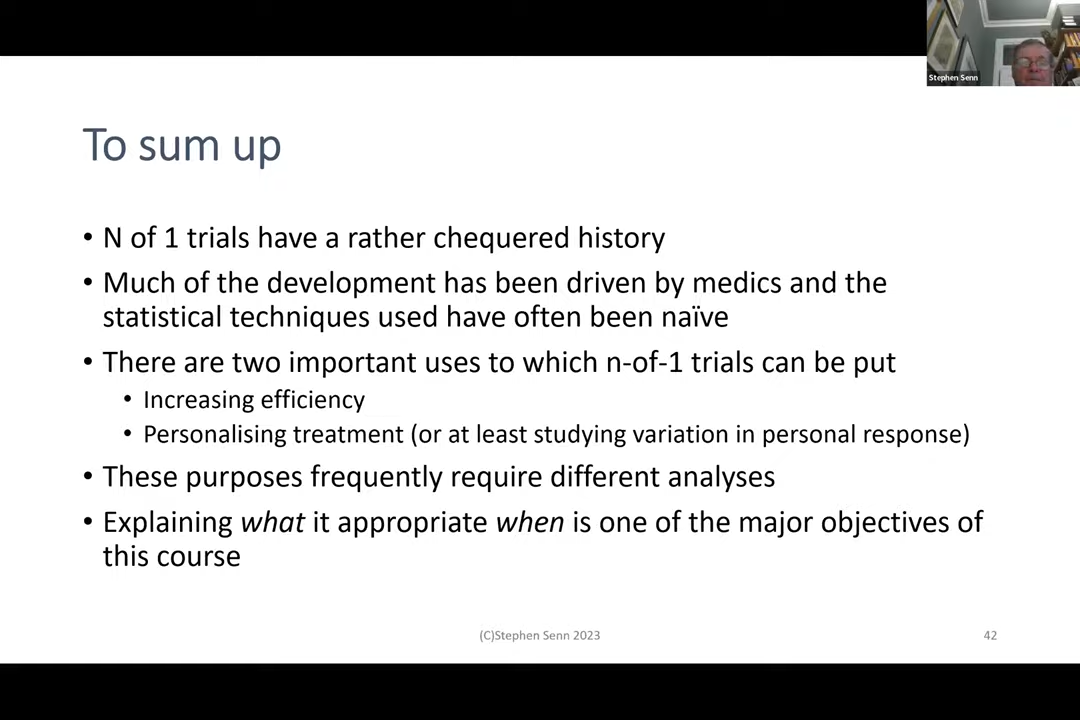 Stephen Senn
To sum up
• N of 1 trials have a rather chequered history
• Much of the development has been driven by medics and the
statistical techniques used have often been naïve
• There are two important uses to which n-of-1 trials can be put
• Increasing efficiency
• Personalising treatment (or at least studying variation in personal response)
• These purposes frequently require different analyses
• Explaining what it appropriate when is one of the major objectives of
this course
(C)Stephen Senn 2023
42